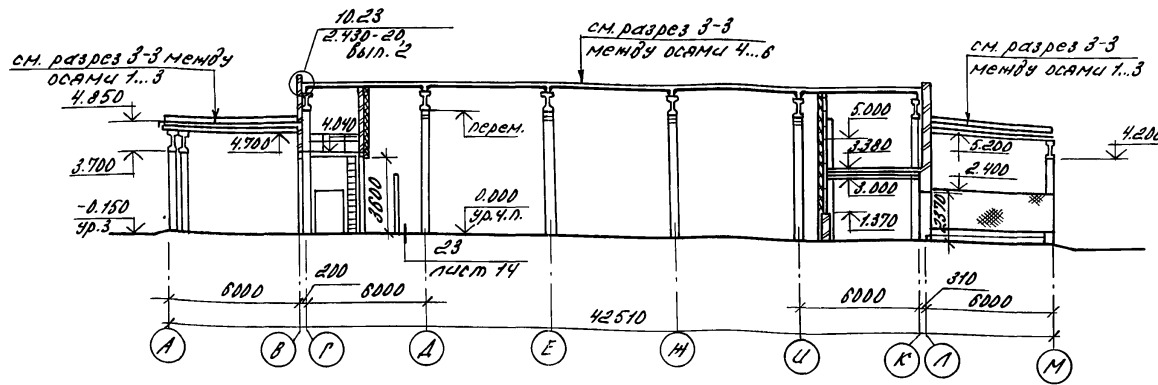 10.23
2.430-20,
вып. 2
см. разрез 3-3 между
осями 1...3
см. разрез 3-3
между осями 4...6
см. разрез 3-3
между осями 1...3
4.850
4.700
4.040
3.700
-0.150
ур.з
3600
перем.
0.000
ур.ч.п.
5.000
3.380
3.000
1.370
5.200
2.400
2370
4.200
23
лист 14
6000
200
6000
6000
310
6000
42510
А
В
Г
Д
Е
Ж
И
К
Л
М